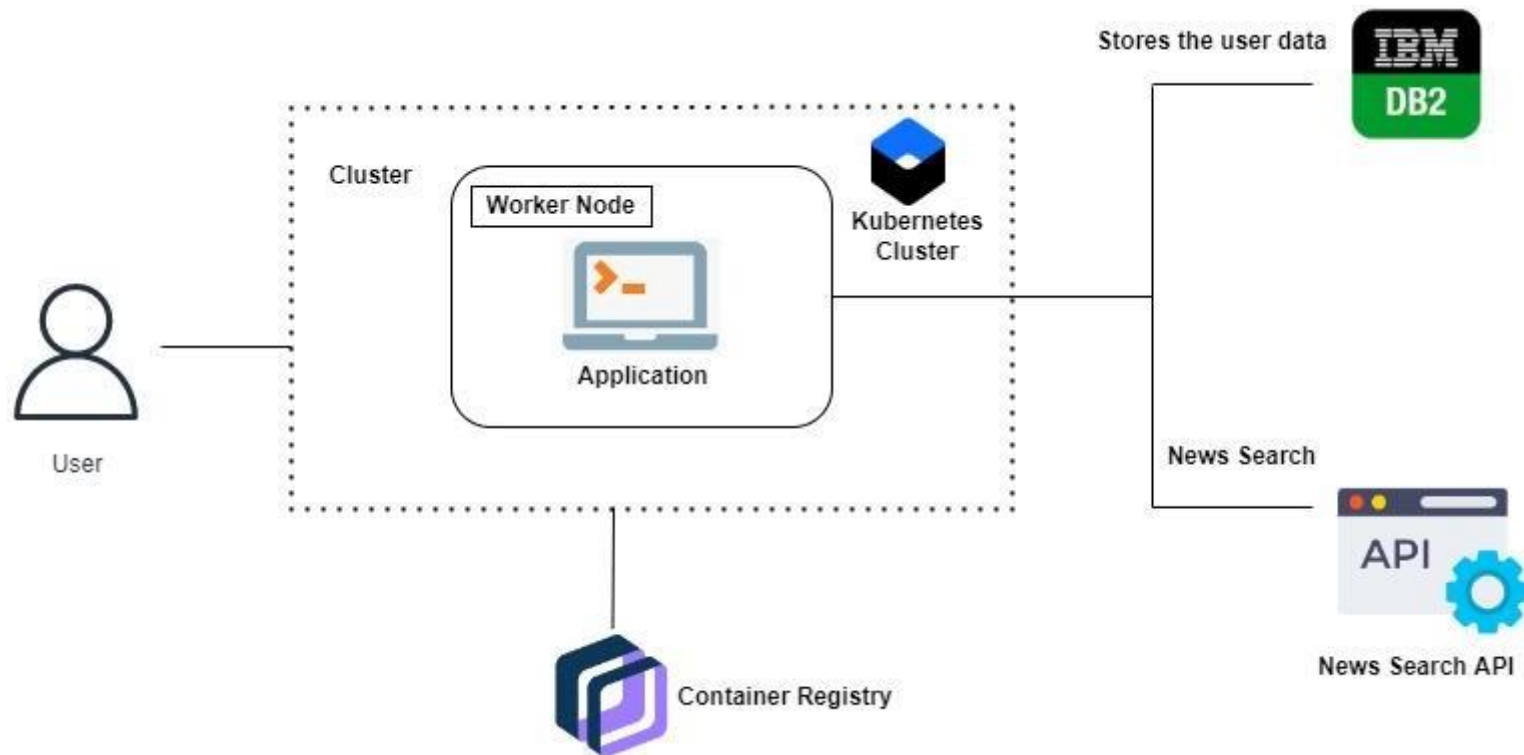 Stores the user data
IBM
DB2
Cluster
Worker Node
Kubernetes
Cluster
Application
User
News Search
API
News Search API
Container Registry